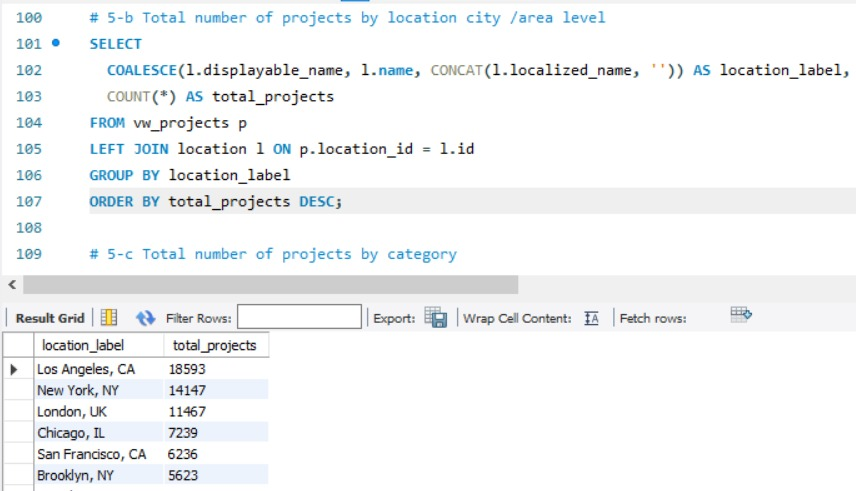 100 # 5-b Total number of projects by location city /area level
101 SELECT
102 COALESCE(l.displayable_name, l.name, CONCAT(l.localized_name, '')) AS location_label,
103 COUNT(*) AS total_projects
104 FROM vw_projects p
105 LEFT JOIN location l ON p.location_id = l.id
106 GROUP BY location_label
107 ORDER BY total_projects DESC;
108
109 # 5-c Total number of projects by category
Result Grid Filter Rows: Export: Wrap Cell Content: Fetch rows:
location_label total_projects
Los Angeles, CA 18593
New York, NY 14147
London, UK 11467
Chicago, IL 7239
San Francisco, CA 6236
Brooklyn, NY 5623